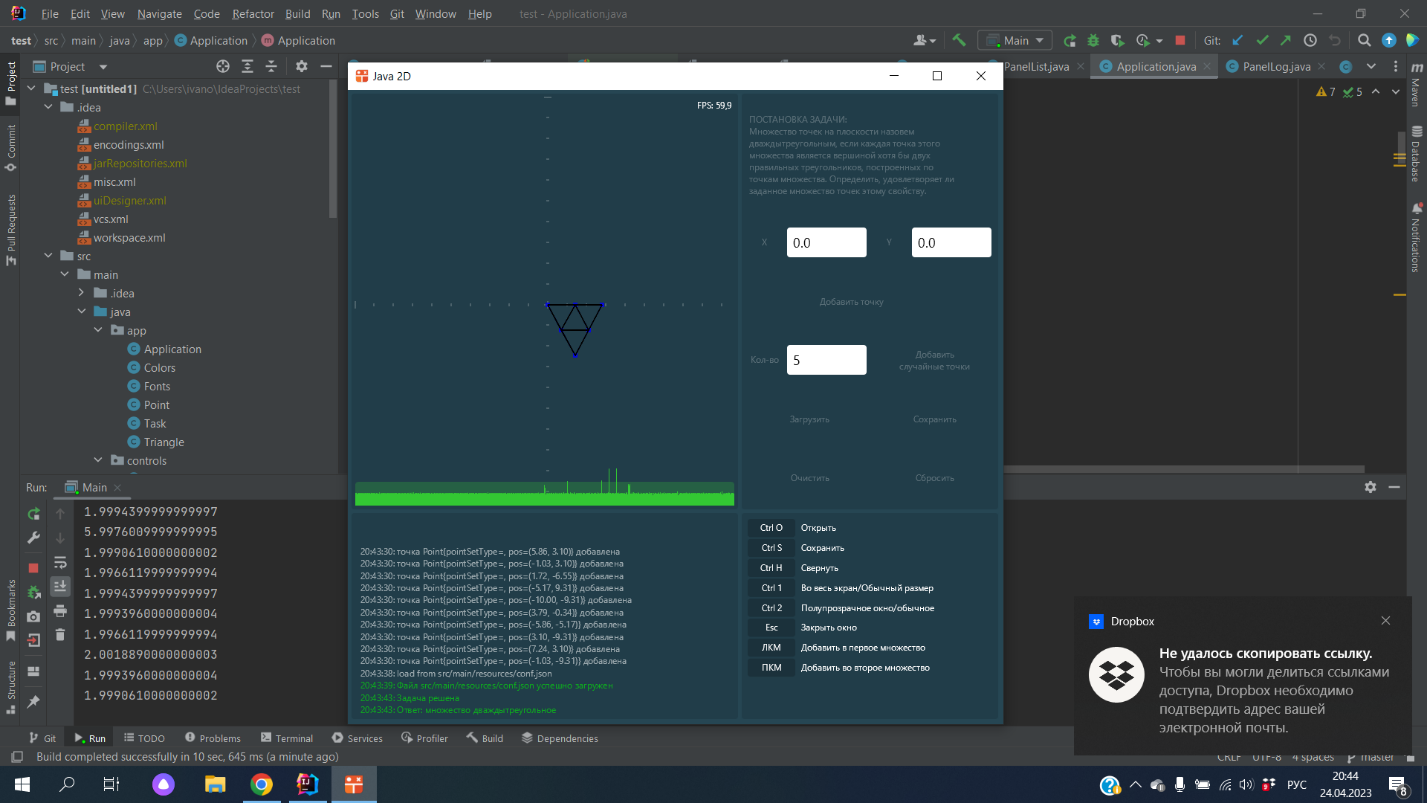 File Edit View Navigate Code Refactor Build Run Tools Git Window Help test - Application.java
test src main java app Application Application Main Git:
Project PanelList.java Application.java PanelLog.java
test [untitled1] C:\Users\ivano\IdeaProjects\test
.idea
compiler.xml
encodings.xml
jarRepositories.xml
misc.xml
uiDesigner.xml
vcs.xml
workspace.xml
src
main
.idea
java
app
Application
Colors
Fonts
Point
Task
Triangle
controls
Project
Commit
Pull Requests
Bookmarks
Structure
Maven
Database
Notifications
7 5
Java 2D
FPS: 59,9
ПОСТАНОВКА ЗАДАЧИ:
Множество точек на плоскости назовем
дваждытреугольным, если каждая точка этого
множества является вершиной хотя бы двух
правильных треугольников, построенных по
точкам множества. Определить, удовлетворяет ли
заданное множество точек этому свойству.
X 0.0 Y 0.0
Добавить точку
Кол-во 5 Добавить
случайные точки
Загрузить Сохранить
Очистить Сбросить
20:43:30: точка Point{pointSetType=, pos=(5.86, 3.10)} добавлена
20:43:30: точка Point{pointSetType=, pos=(-1.03, 3.10)} добавлена
20:43:30: точка Point{pointSetType=, pos=(1.72, -6.55)} добавлена
20:43:30: точка Point{pointSetType=, pos=(-5.17, 9.31)} добавлена
20:43:30: точка Point{pointSetType=, pos=(-10.00, -9.31)} добавлена
20:43:30: точка Point{pointSetType=, pos=(3.79, -0.34)} добавлена
20:43:30: точка Point{pointSetType=, pos=(-5.86, -5.17)} добавлена
20:43:30: точка Point{pointSetType=, pos=(3.10, -9.31)} добавлена
20:43:30: точка Point{pointSetType=, pos=(7.24, 3.10)} добавлена
20:43:30: точка Point{pointSetType=, pos=(-1.03, -9.31)} добавлена
20:43:38: load from src/main/resources/conf.json
20:43:39: Файл src/main/resources/conf.json успешно загружен
20:43:43: Задача решена
20:43:43: Ответ: множество дваждытреугольное
Ctrl O Открыть
Ctrl S Сохранить
Ctrl H Свернуть
Ctrl 1 Во весь экран/Обычный размер
Ctrl 2 Полупрозрачное окно/обычное
Esc Закрыть окно
ЛКМ Добавить в первое множество
ПКМ Добавить во второе множество
Run: Main
1.9994399999999997
5.9976009999999995
1.9990610000000002
1.9966119999999994
1.9994399999999997
1.9993960000000004
1.9966119999999994
2.0018890000000003
1.9993960000000004
1.9990610000000002
Dropbox
Не удалось скопировать ссылку.
Чтобы вы могли делиться ссылками
доступа, Dropbox необходимо
подтвердить адрес вашей
электронной почты.
Git Run TODO Problems Terminal Services Profiler Build Dependencies
Build completed successfully in 10 sec, 645 ms (a minute ago) CRLF UTF-8 4 spaces master
РУС 20:44
24.04.2023
8